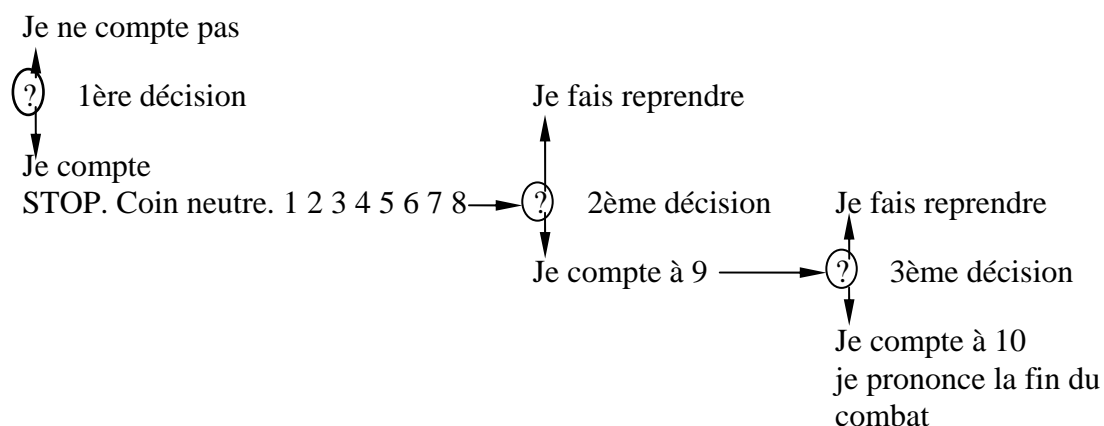 Je ne compte pas
? 1ère décision
Je fais reprendre
Je compte
STOP. Coin neutre. 1 2 3 4 5 6 7 8
? 2ème décision
Je fais reprendre
Je compte à 9
? 3ème décision
Je compte à 10
je prononce la fin du
combat